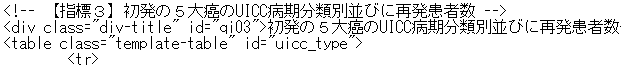 <!-- 【指標３】初発の５大癌のUICC病期分類別並びに再発患者数 -->
<div class="div-title" id="qi03">初発の５大癌のUICC病期分類別並びに再発患者数
<table class="template-table" id="uicc_type">
<tr>